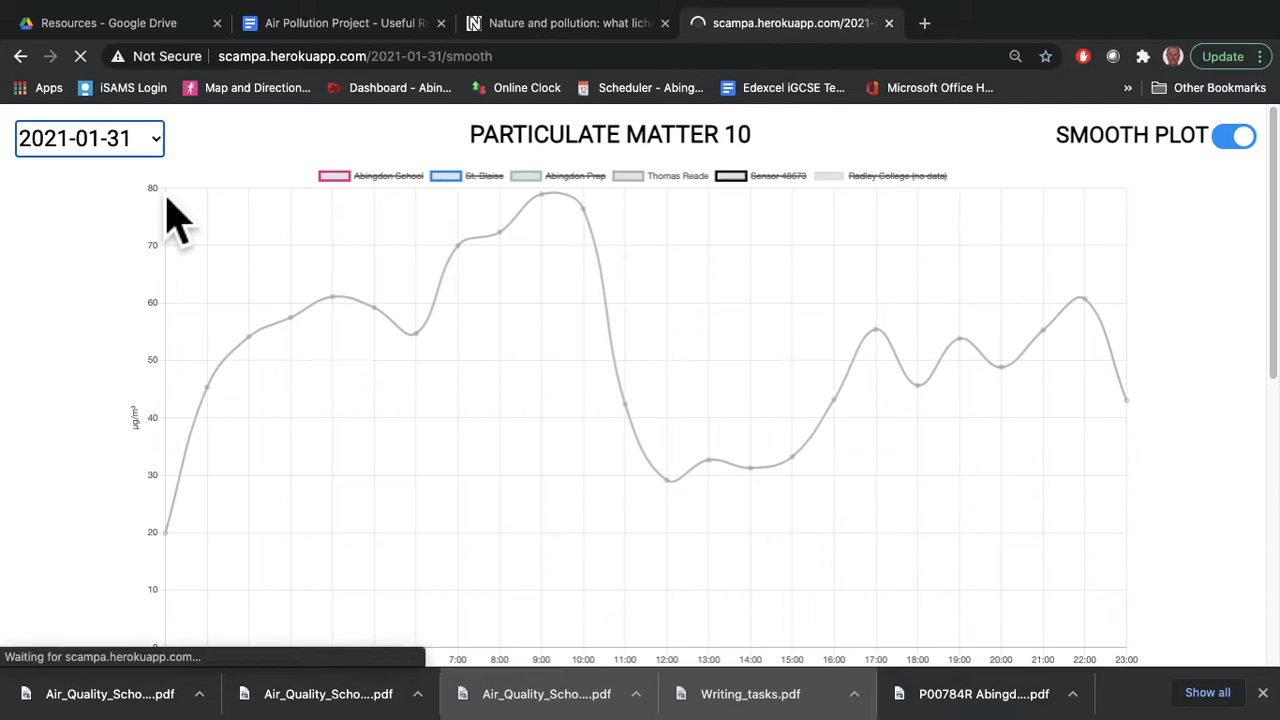 Resources - Google Drive
Air Pollution Project - Useful R
Nature and pollution: what lich
scampa.herokuapp.com/2021-
Not Secure scampa.herokuapp.com/2021-01-31/smooth Update
Apps iSAMS Login Map and Direction... Dashboard - Abin... Online Clock Scheduler - Abing... Edexcel iGCSE Te... Microsoft Office H... » Other Bookmarks
2021-01-31 PARTICULATE MATTER 10 SMOOTH PLOT
Abingdon School St. Blaise Abingdon Prep Thomas Reade Sensor 48673 Radley College (no data)
80
70
60
50
40
µg/m³
30
20
10
7:00 8:00 9:00 10:00 11:00 12:00 13:00 14:00 15:00 16:00 17:00 18:00 19:00 20:00 21:00 22:00 23:00
Waiting for scampa.herokuapp.com...
Air_Quality_Scho....pdf Air_Quality_Scho....pdf Air_Quality_Scho....pdf Writing_tasks.pdf P00784R Abingd....pdf Show all